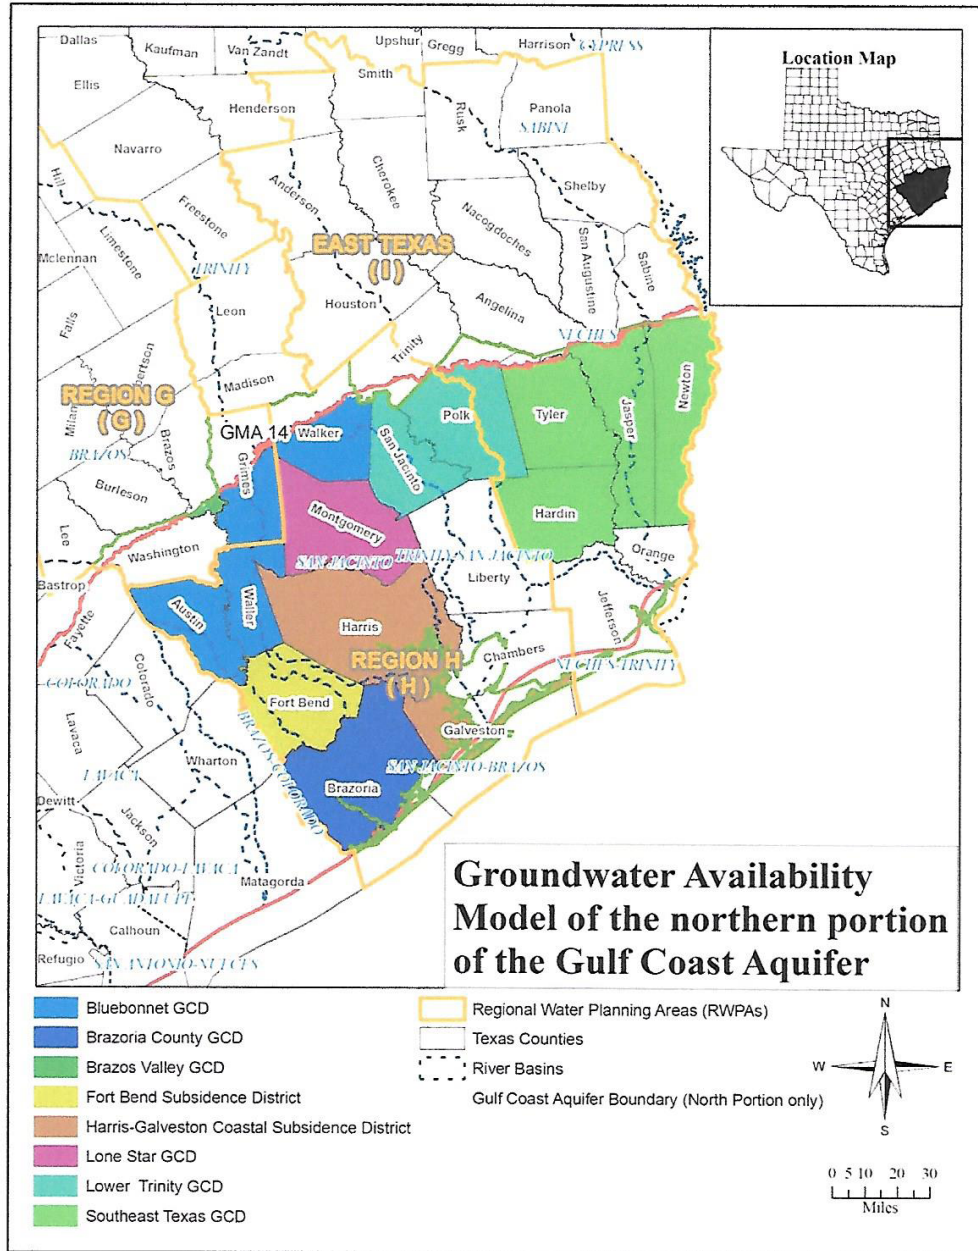 Dallas
Kaufman
Van Zandt
Upshur
Gregg
Harrison
CYPRESS
Ellis
Smith
Henderson
Rusk
Panola
SABINE
Navarro
Hill
Anderson
Cherokee
Shelby
Freestone
Nacogdoches
San Augustine
Limestone
Mclennan
EAST TEXAS
( I )
TRINITY
Sabine
Leon
Houston
Angelina
Falls
Trinity
NECHES
Madison
REGION G
( G )
Milam
BRAZOS
Brazos
GMA 14
Walker
Polk
Tyler
Jasper
Newton
Grimes
San Jacinto
Burleson
Lee
Washington
Montgomery
Hardin
SAN JACINTO
TRINITY-SAN JACINTO
Orange
Bastrop
Liberty
Austin
Waller
Fayette
Harris
Jefferson
Chambers
REGION H
( H )
NECHES-TRINITY
COLORADO
Colorado
Fort Bend
Galveston
Lavaca
BRAZOS-COLORADO
Wharton
SAN JACINTO-BRAZOS
LAVACA
Brazoria
Dewitt
Jackson
Victoria
COLORADO-LAVACA
Matagorda
LAVACA-GUADALUPE
Calhoun
Refugio
SAN ANTONIO-NUECES
Location Map
Groundwater Availability
Model of the northern portion
of the Gulf Coast Aquifer
Bluebonnet GCD
Brazoria County GCD
Brazos Valley GCD
Fort Bend Subsidence District
Harris-Galveston Coastal Subsidence District
Lone Star GCD
Lower Trinity GCD
Southeast Texas GCD
Regional Water Planning Areas (RWPAs)
Texas Counties
River Basins
Gulf Coast Aquifer Boundary (North Portion only)
N
W
E
S
0 5 10 20 30
Miles